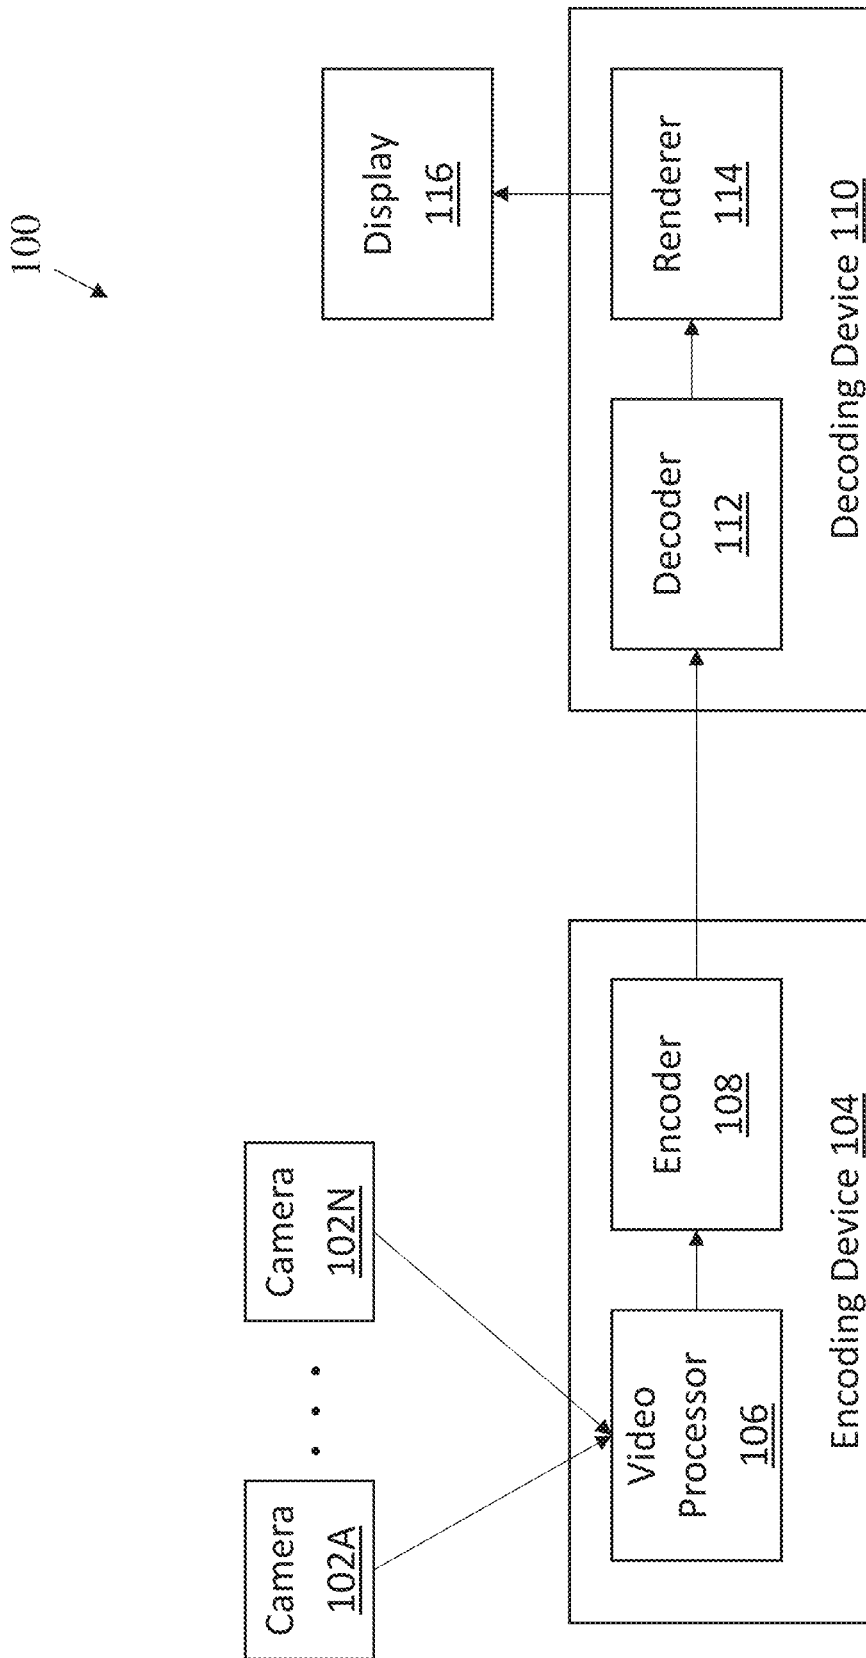 100
Camera
102A
Camera
102N
Display
116
Video
Processor
106
Encoder
108
Decoder
112
Renderer
114
Encoding Device 104
Decoding Device 110